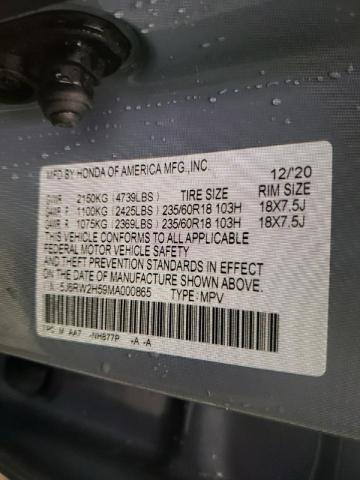 MFD BY HONDA OF AMERICA MFG.,INC. 12/'20
GVWR 2150KG (4739LBS) TIRE SIZE RIM SIZE
GAWR F 1100KG (2425LBS) 235/60R18 103H 18X7.5J
GAWR R 1075KG (2369LBS) 235/60R18 103H 18X7.5J
THIS VEHICLE CONFORMS TO ALL APPLICABLE
FEDERAL MOTOR VEHICLE SAFETY, BUMPER,
AND THEFT PREVENTION STANDARDS IN EFFECT
ON THE DATE OF MANUFACTURE SHOWN ABOVE.
V.I.N. 5J6RW2H59MA000865 TYPE: MPV
TPG M AA7 -NH877P -A -A